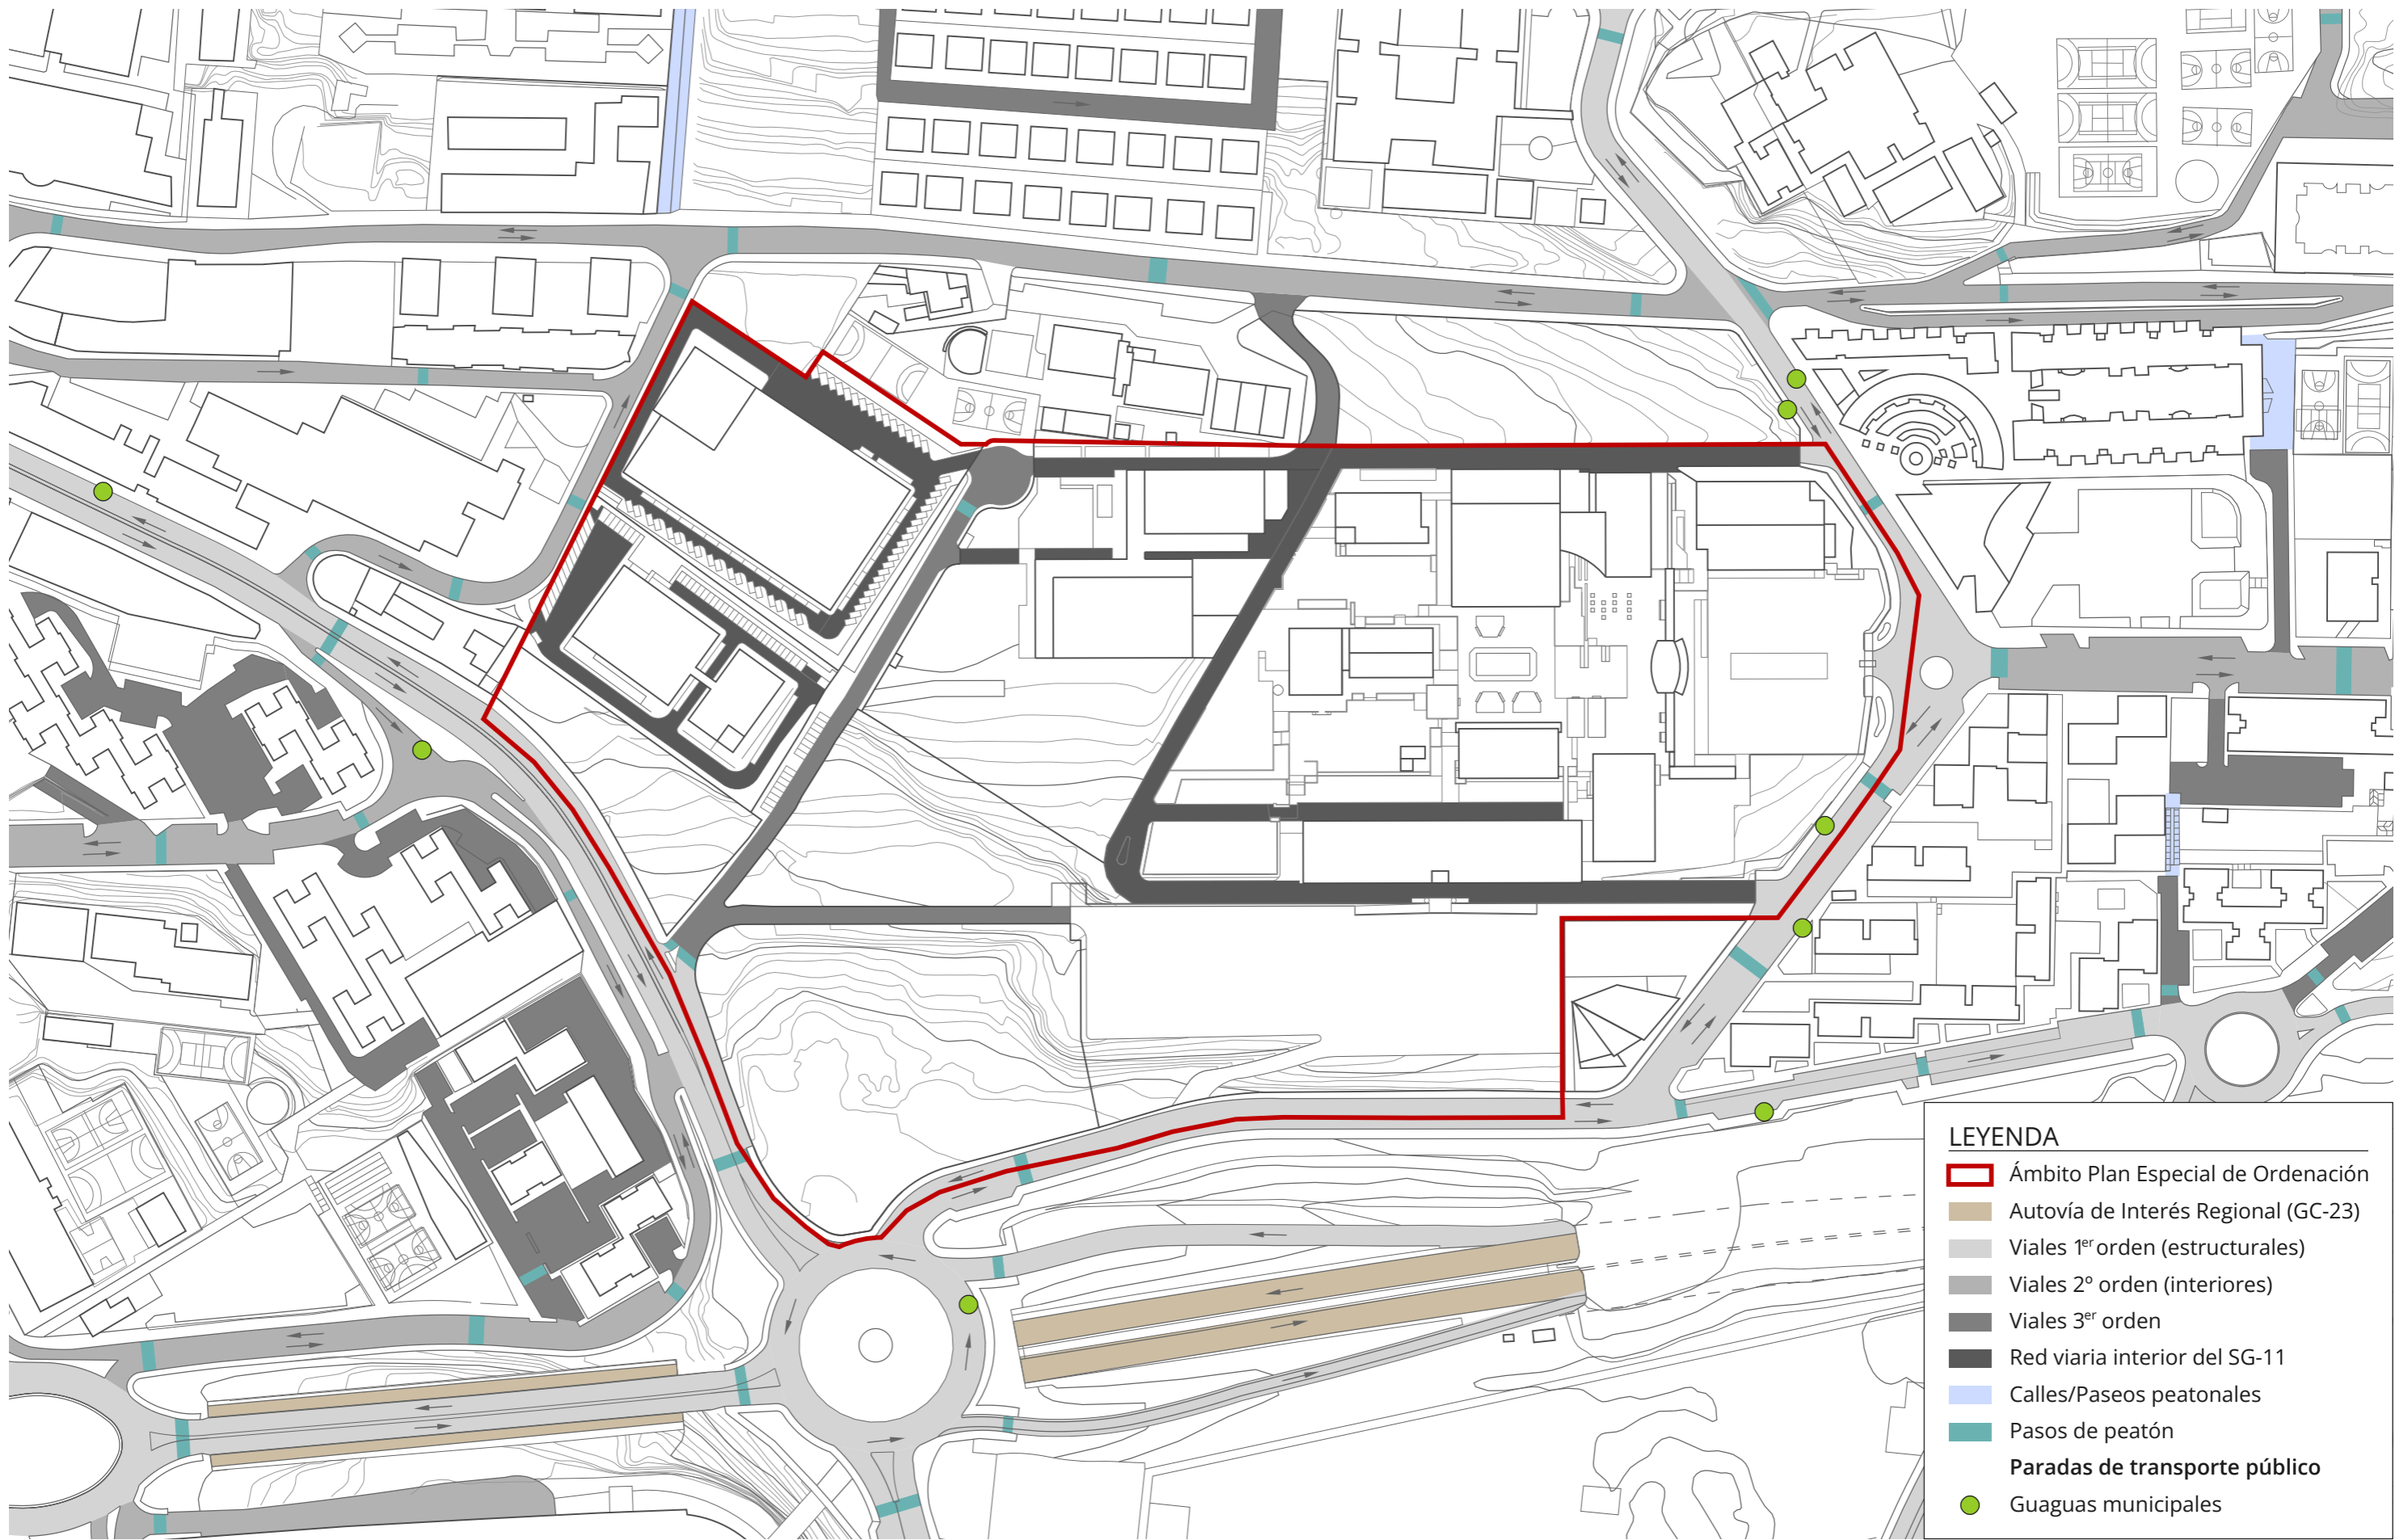 LEYENDA
Ámbito Plan Especial de Ordenación
Autovía de Interés Regional (GC-23)
Viales 1er orden (estructurales)
Viales 2º orden (interiores)
Viales 3er orden
Red viaria interior del SG-11
Calles/Paseos peatonales
Pasos de peatón
Paradas de transporte público
Guaguas municipales